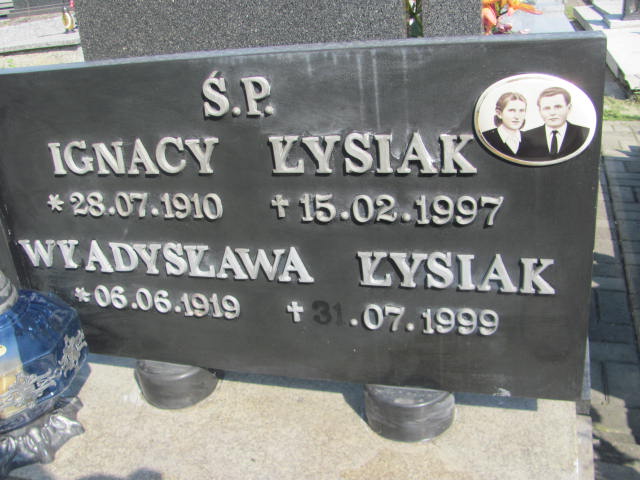 Ś.P.
IGNACY ŁYSIAK
*28.07.1910 +15.02.1997
WŁADYSŁAWA ŁYSIAK
*06.06.1919 +31.07.1999